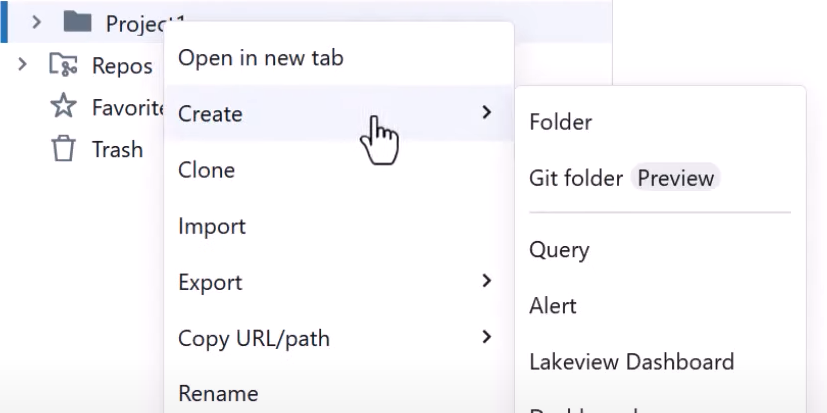 Project1
Repos
Favorite
Trash
Open in new tab
Create
Clone
Import
Export
Copy URL/path
Rename
Folder
Git folder Preview
Query
Alert
Lakeview Dashboard